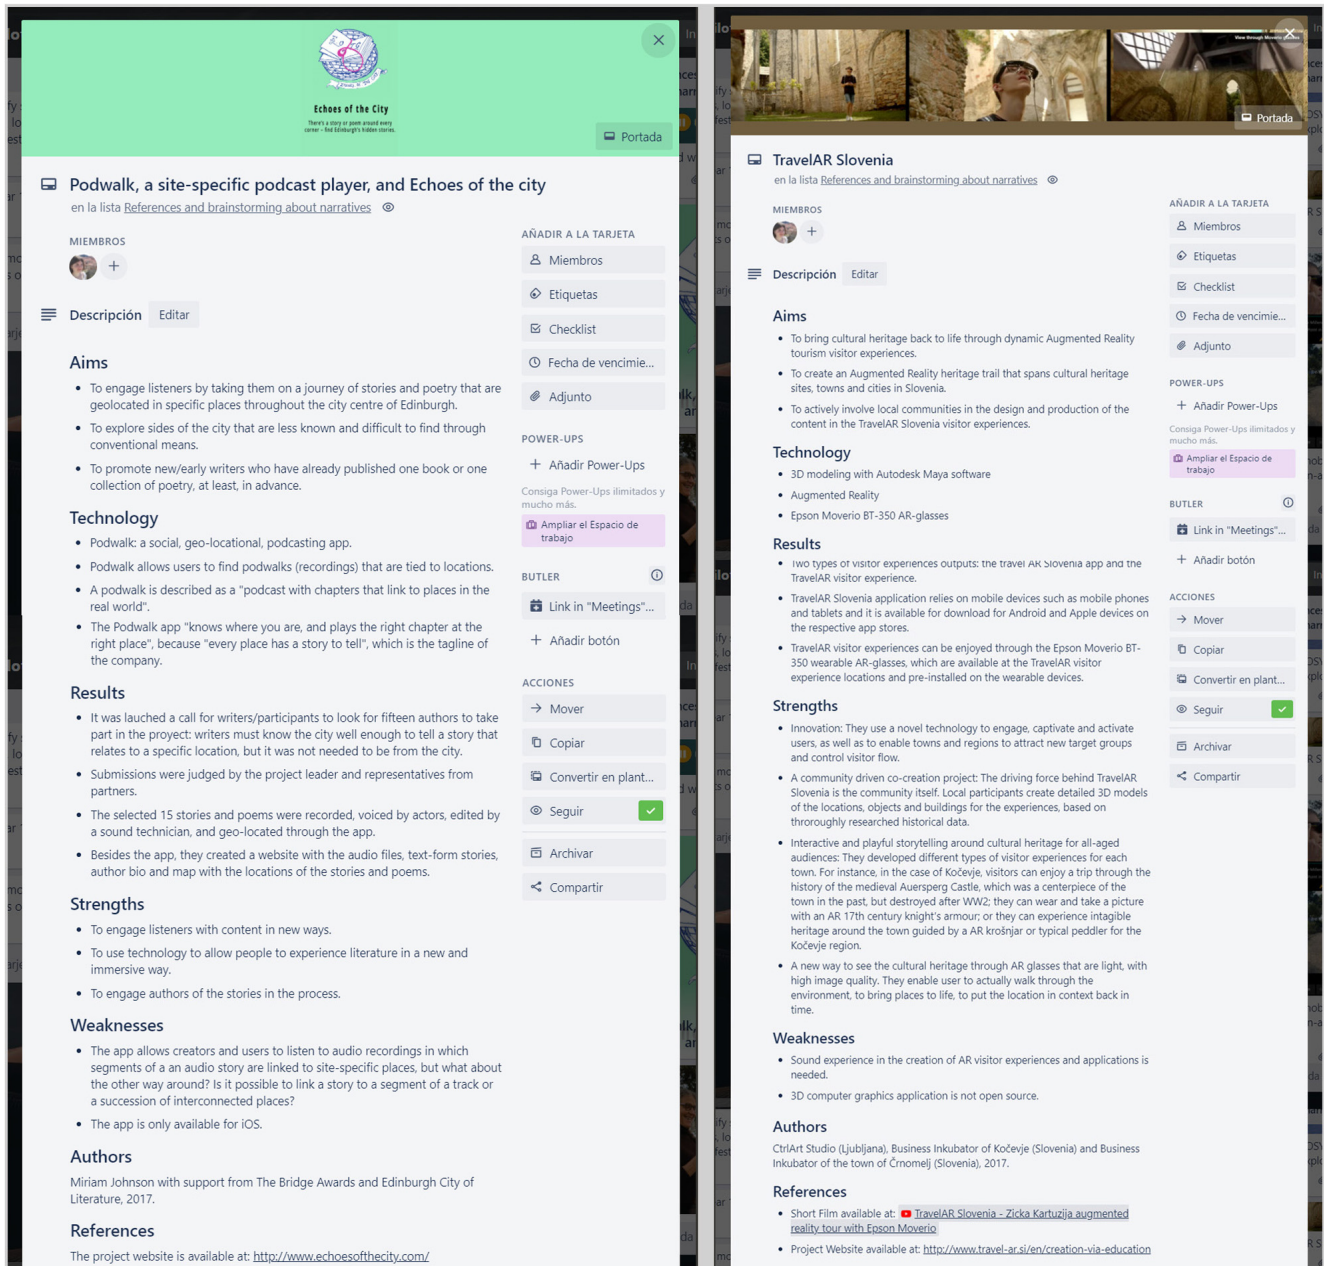 Echoes of the City
There's a story or poem around every
corner – find Edinburgh's hidden stories.
Portada
Podwalk, a site-specific podcast player, and Echoes of the city
en la lista References and brainstorming about narratives
MIEMBROS
Descripción Editar
Aims
• To engage listeners by taking them on a journey of stories and poetry that are
geolocated in specific places throughout the city centre of Edinburgh.
• To explore sides of the city that are less known and difficult to find through
conventional means.
• To promote new/early writers who have already published one book or one
collection of poetry, at least, in advance.
Technology
• Podwalk: a social, geo-locational, podcasting app.
• Podwalk allows users to find podwalks (recordings) that are tied to locations.
• A podwalk is described as a "podcast with chapters that link to places in the
real world".
• The Podwalk app "knows where you are, and plays the right chapter at the
right place", because "every place has a story to tell", which is the tagline of
the company.
Results
• It was lauched a call for writers/participants to look for fifteen authors to take
part in the proyect: writers must know the city well enough to tell a story that
relates to a specific location, but it was not needed to be from the city.
• Submissions were judged by the project leader and representatives from
partners.
• The selected 15 stories and poems were recorded, voiced by actors, edited by
a sound technician, and geo-located through the app.
• Besides the app, they created a website with the audio files, text-form stories,
author bio and map with the locations of the stories and poems.
Strengths
• To engage listeners with content in new ways.
• To use technology to allow people to experience literature in a new and
immersive way.
• To engage authors of the stories in the process.
Weaknesses
• The app allows creators and users to listen to audio recordings in which
segments of a an audio story are linked to site-specific places, but what about
the other way around? Is it possible to link a story to a segment of a track or
a succession of interconnected places?
• The app is only available for iOS.
Authors
Miriam Johnson with support from The Bridge Awards and Edinburgh City of
Literature, 2017.
References
The project website is available at: http://www.echoesofthecity.com/
AÑADIR A LA TARJETA
Miembros
Etiquetas
Checklist
Fecha de vencimie...
Adjunto
POWER-UPS
+ Añadir Power-Ups
Consiga Power-Ups ilimitados y
mucho más.
Ampliar el Espacio de
trabajo
BUTLER
Link in "Meetings"...
+ Añadir botón
ACCIONES
Mover
Copiar
Convertir en plant...
Seguir
Archivar
Compartir
View through Moverio glasses
Portada
TravelAR Slovenia
en la lista References and brainstorming about narratives
MIEMBROS
Descripción Editar
Aims
• To bring cultural heritage back to life through dynamic Augmented Reality
tourism visitor experiences.
• To create an Augmented Reality heritage trail that spans cultural heritage
sites, towns and cities in Slovenia.
• To actively involve local communities in the design and production of the
content in the TravelAR Slovenia visitor experiences.
Technology
• 3D modeling with Autodesk Maya software
• Augmented Reality
• Epson Moverio BT-350 AR-glasses
Results
• Two types of visitor experiences outputs: the travel AR Slovenia app and the
TravelAR visitor experience.
• TravelAR Slovenia application relies on mobile devices such as mobile phones
and tablets and it is available for download for Android and Apple devices on
the respective app stores.
• TravelAR visitor experiences can be enjoyed through the Epson Moverio BT-
350 wearable AR-glasses, which are available at the TravelAR visitor
experience locations and pre-installed on the wearable devices.
Strengths
• Innovation: They use a novel technology to engage, captivate and activate
users, as well as to enable towns and regions to attract new target groups
and control visitor flow.
• A community driven co-creation project: The driving force behind TravelAR
Slovenia is the community itself. Local participants create detailed 3D models
of the locations, objects and buildings for the experiences, based on
throroughly researched historical data.
• Interactive and playful storytelling around cultural heritage for all-aged
audiences: They developed different types of visitor experiences for each
town. For instance, in the case of Kočevje, visitors can enjoy a trip through the
history of the medieval Auersperg Castle, which was a centerpiece of the
town in the past, but destroyed after WW2; they can wear and take a picture
with an AR 17th century knight's armour; or they can experience intagible
heritage around the town guided by a AR krošnjar or typical peddler for the
Kočevje region.
• A new way to see the cultural heritage through AR glasses that are light, with
high image quality. They enable user to actually walk through the
environment, to bring places to life, to put the location in context back in
time.
Weaknesses
• Sound experience in the creation of AR visitor experiences and applications is
needed.
• 3D computer graphics application is not open source.
Authors
CtrlArt Studio (Ljubljana), Business Inkubator of Kočevje (Slovenia) and Business
Inkubator of the town of Črnomelj (Slovenia), 2017.
References
• Short Film available at: TravelAR Slovenia - Zicka Kartuzija augmented
reality tour with Epson Moverio
• Project Website available at: http://www.travel-ar.si/en/creation-via-education
AÑADIR A LA TARJETA
Miembros
Etiquetas
Checklist
Fecha de vencimie...
Adjunto
POWER-UPS
+ Añadir Power-Ups
Consiga Power-Ups ilimitados y
mucho más.
Ampliar el Espacio de
trabajo
BUTLER
Link in "Meetings"...
+ Añadir botón
ACCIONES
Mover
Copiar
Convertir en plant...
Seguir
Archivar
Compartir